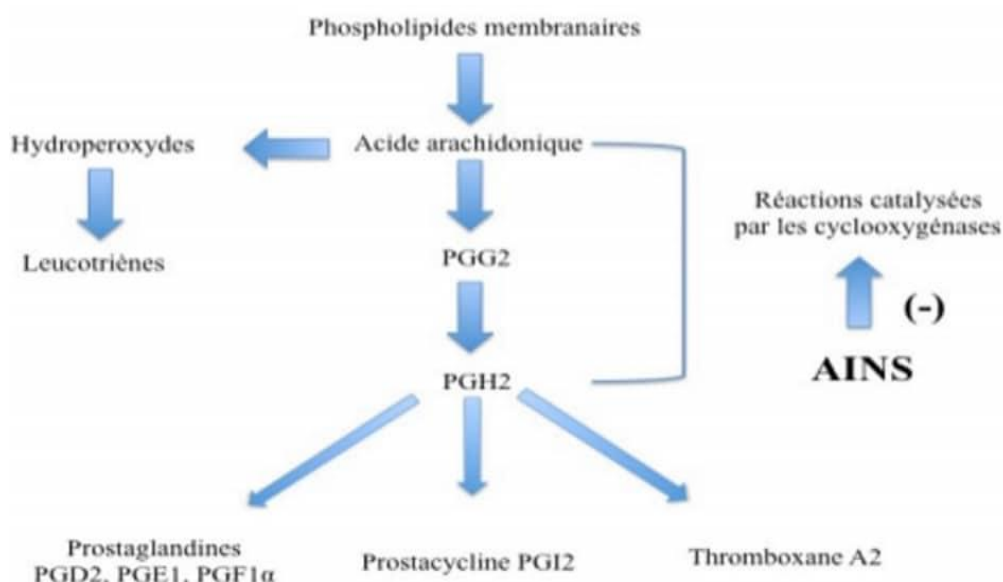 Phospholipides membranaires
Hydroperoxydes
Acide arachidonique
Réactions catalysées
par les cyclooxygénases
Leucotriènes
PGG2
(-)
AINS
PGH2
Prostaglandines
PGD2, PGE1, PGF1α
Prostacycline PGI2
Thromboxane A2